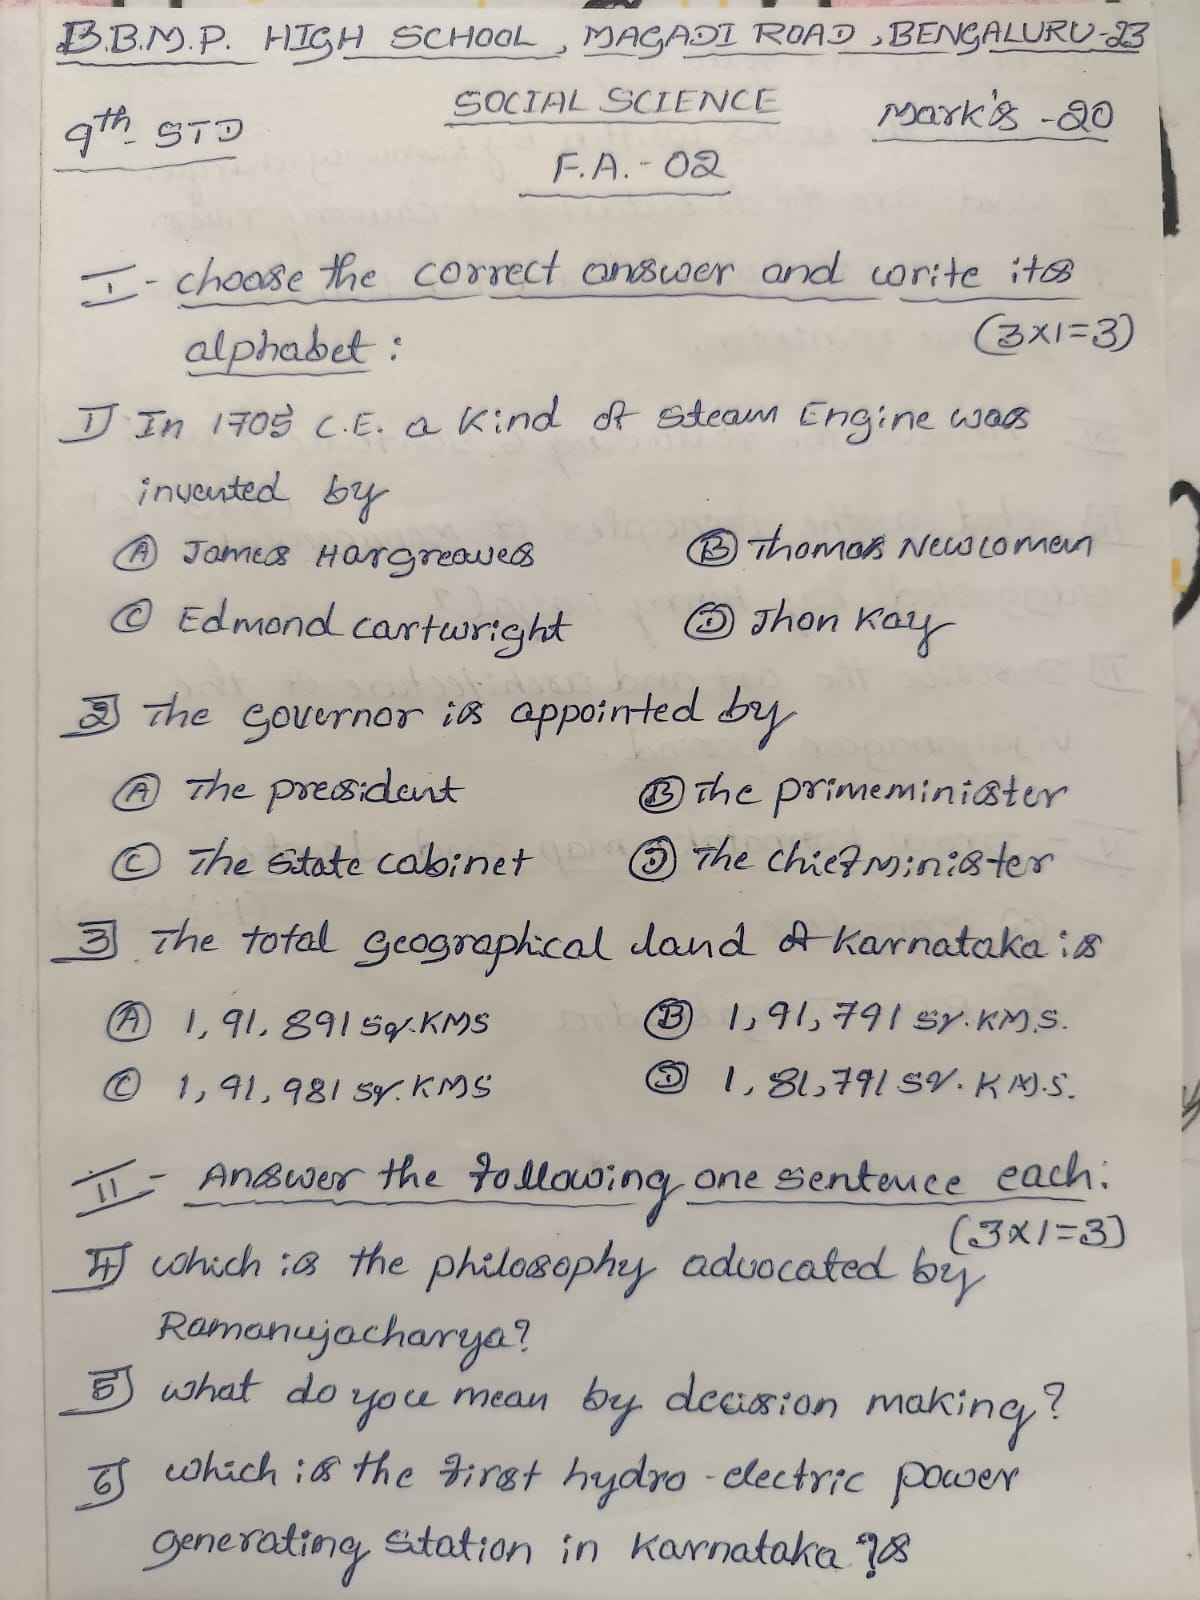 B.B.M.P. HIGH SCHOOL, MAGADI ROAD, BENGALURU-23
SOCIAL SCIENCE
9th STD
Mark's -20
F.A.- 02
I - choose the correct answer and write its
alphabet : (3x1=3)
1] In 1705 C.E. a Kind of Steam Engine was
invented by
(A) James Hargreaves (B) Thomas Newcomen
(C) Edmond cartwright (D) Jhon Kay
2] The Governor is appointed by
(A) The president (B) The primeminister
(C) The State cabinet (D) The chief Minister
3] The total geographical land of Karnataka is
(A) 1,91,891 Sq.KMS (B) 1,91,791 Sq.KM.S.
(C) 1,91,981 Sq.KMS (D) 1,81,791 SQ.KM.S.
II - Answer the following one sentence each:
(3x1=3)
4] which is the philosophy advocated by
Ramanujacharya?
5] what do you mean by decision making?
6] which is the first hydro-electric power
generating Station in Karnataka ?